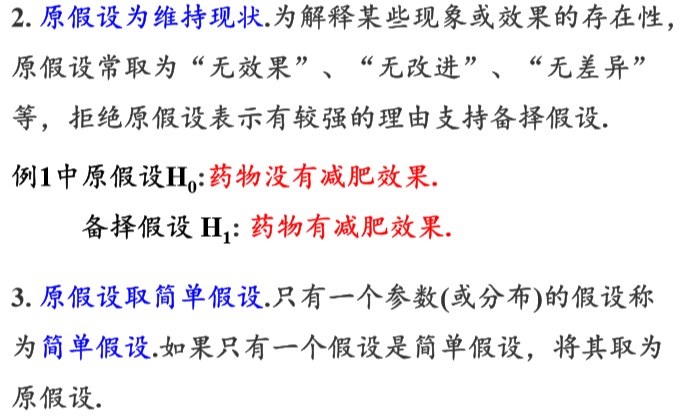 2. 原假设为维持现状.为解释某些现象或效果的存在性，
原假设常取为“无效果”、“无改进”、“无差异”
等，拒绝原假设表示有较强的理由支持备择假设.
例1中原假设H₀:药物没有减肥效果.
备择假设 H₁: 药物有减肥效果.
3. 原假设取简单假设.只有一个参数(或分布)的假设称
为简单假设.如果只有一个假设是简单假设，将其取为
原假设.